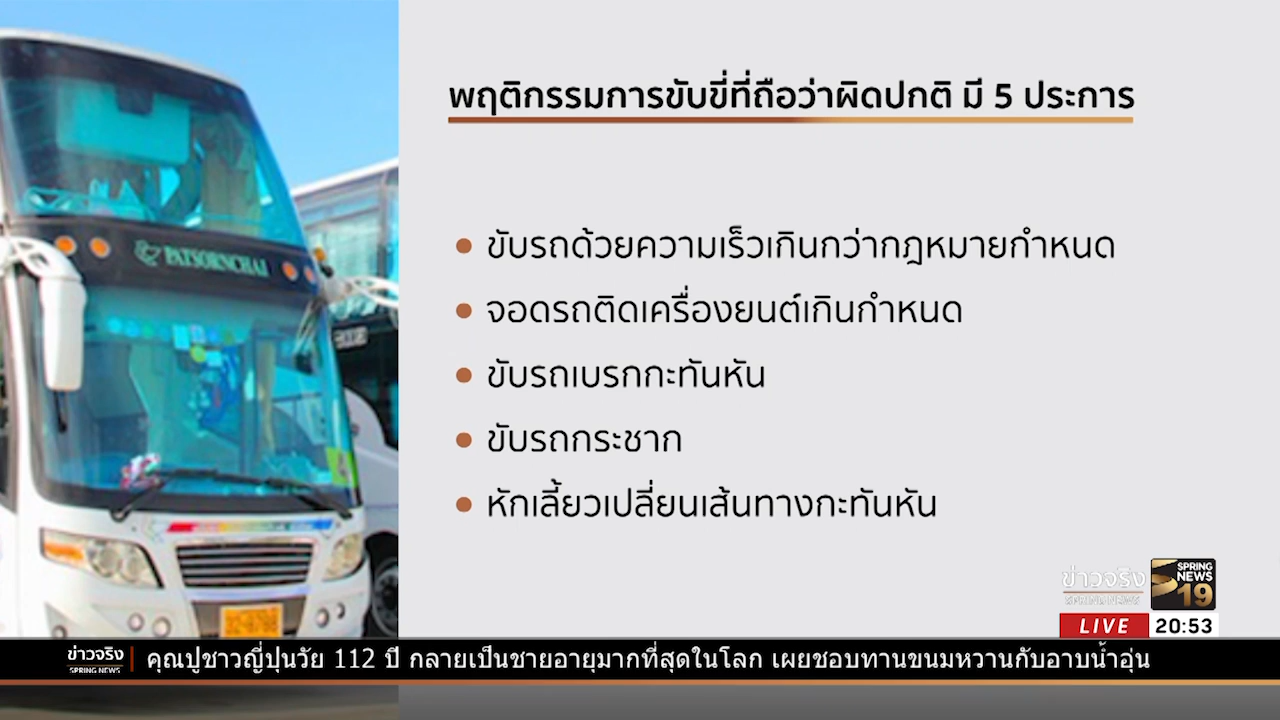 พฤติกรรมการขับขี่ที่ถือว่าผิดปกติ มี 5 ประการ
PATSORNCHAI
ขับรถด้วยความเร็วเกินกว่ากฎหมายกำหนด
จอดรถติดเครื่องยนต์เกินกำหนด
ขับรถเบรกกะทันหัน
ขับรถกระชาก
หักเลี้ยวเปลี่ยนเส้นทางกะทันหัน
ข่าวจริง
SPRING NEWS
SPRING
NEWS
19
LIVE 20:53
ข่าวจริง
SPRING NEWS
คุณปู่ชาวญี่ปุ่นวัย 112 ปี กลายเป็นชายอายุมากที่สุดในโลก เผยชอบทานขนมหวานกับอาบน้ำอุ่น